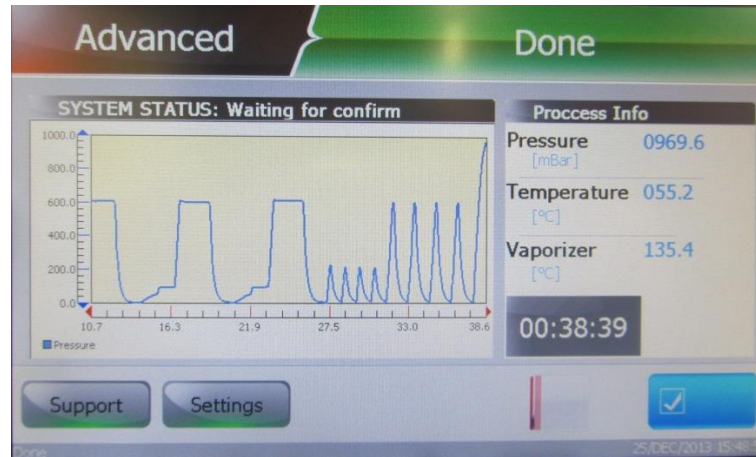 Advanced
Done
SYSTEM STATUS: Waiting for confirm
Proccess Info
1000.0
800.0
600.0
400.0
200.0
0.0
10.7 16.3 21.9 27.5 33.0 38.6
Pressure
Pressure 0969.6
[mBar]
Temperature 055.2
[°C]
Vaporizer 135.4
[°C]
00:38:39
Support
Settings
Done
25/DEC/2013 15:48